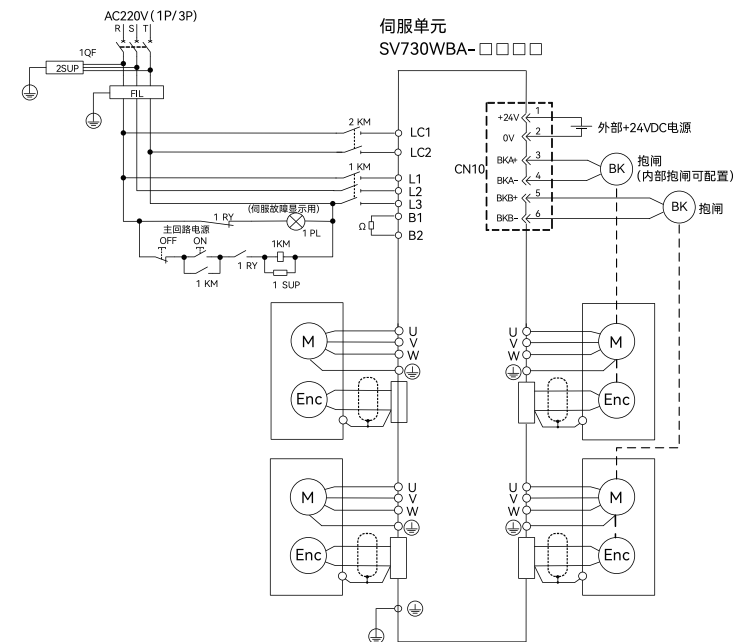 AC220V(1P/3P)
R S T
1QF
2SUP
FIL
伺服单元
SV730WBA-□□□□
2 KM
LC1
LC2
1 KM
L1
L2
L3
(伺服故障显示用)
1 RY
1 PL
B1
Ω
B2
主回路电源
OFF ON
1KM
1 RY
1 KM
1 SUP
CN10
+24V 1
0V 2
BKA+ 3
BKA- 4
BKB+ 5
BKB- 6
外部+24VDC电源
BK
抱闸
(内部抱闸可配置)
BK
抱闸
M
U
V
W
Enc
U
V
W
M
Enc
M
U
V
W
Enc
U
V
W
M
Enc